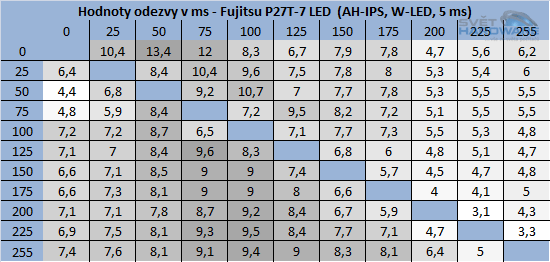 Hodnoty odezvy v ms - Fujitsu P27T-7 LED (AH-IPS, W-LED, 5 ms)
SVĚT HARDWARE
0 25 50 75 100 125 150 175 200 225 255
0 10,4 13,4 12 8,3 6,7 7,9 7,8 4,7 5,6 6,2
25 6,4 8,4 10,4 9,6 7,5 7,8 8 5,3 5,4 6
50 4,4 6,8 9,2 10,7 7 7,7 7,8 5,3 5,5 5,5
75 4,8 5,9 8,4 7,2 9,5 8,2 7,2 5,1 5,5 5,5
100 7,2 7,2 8,7 6,5 7,1 7,7 7,3 5,5 5,3 4,8
125 7,1 7 8,4 9,6 8,3 6,8 6 4,8 5,1 4,7
150 6,6 7,1 8,5 9 9 7,4 5,7 4,5 4,7 4,8
175 6,6 7,3 8,1 9 9 8 6,6 4 4,1 5
200 7,1 7,1 7,8 8,7 9,2 8,4 6,7 5,9 3,1 4,3
225 6,9 7,5 8,1 9,3 9,5 8,4 7,7 7,1 4,7 3,3
255 7,4 7,6 8,1 9,1 9,4 9 8,3 8,1 6,4 5